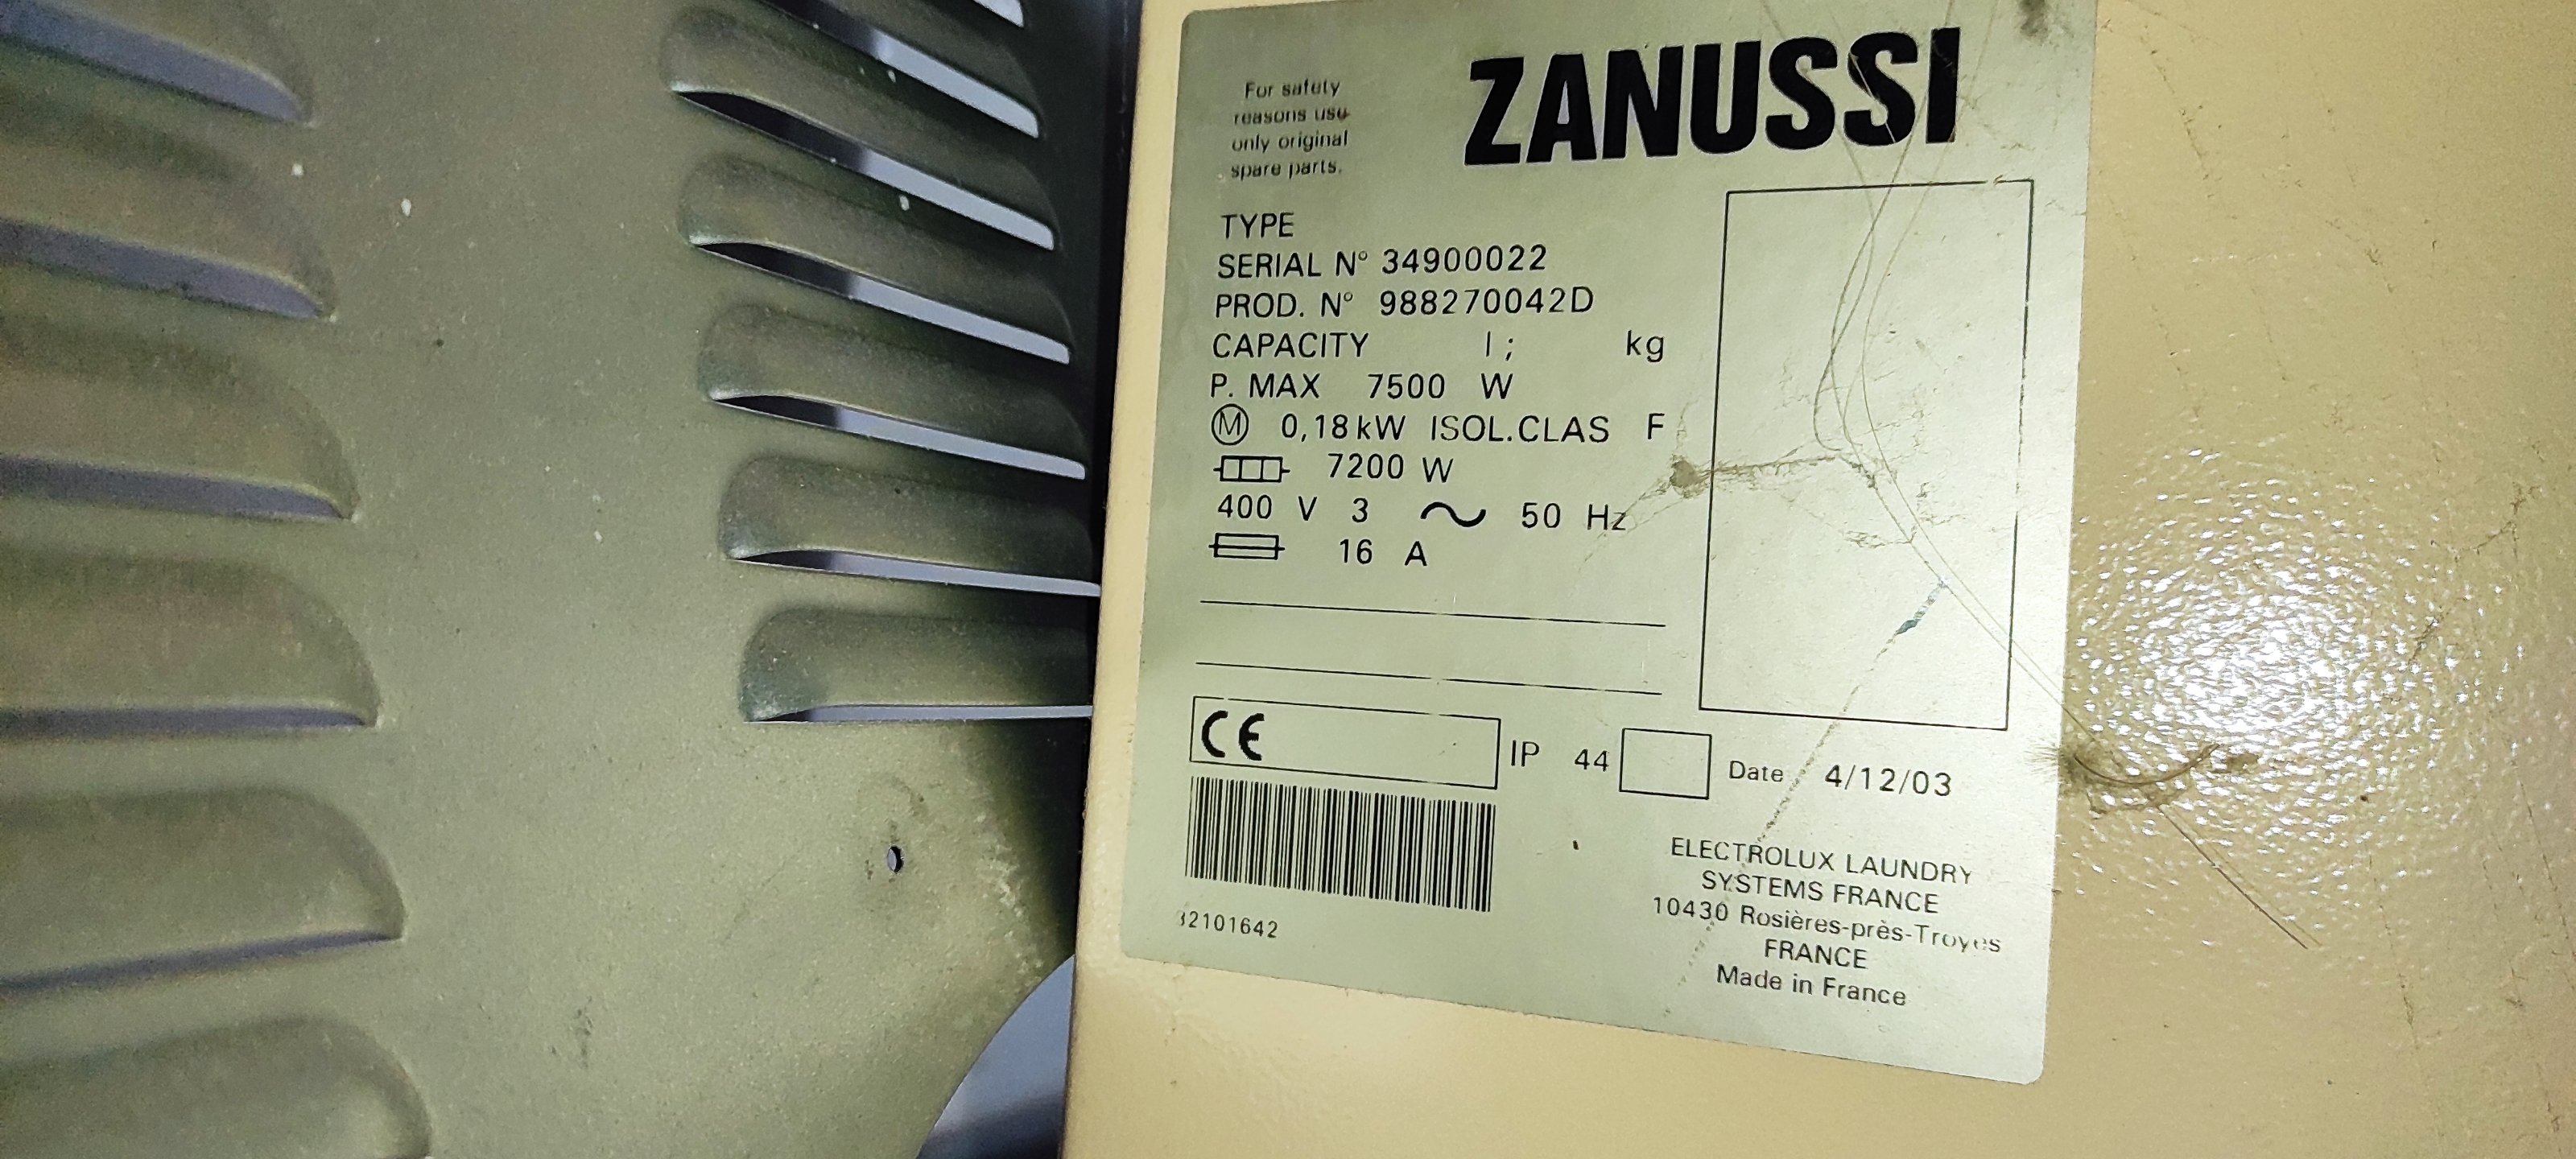 ZANUSSI
For safety
reasons use
only original
spare parts.
TYPE
SERIAL N° 34900022
PROD. N° 988270042D
CAPACITY l ; kg
P. MAX 7500 W
M 0,18 kW ISOL.CLAS F
7200 W
400 V 3 ~ 50 Hz
16 A
CE
IP 44
Date 4/12/03
ELECTROLUX LAUNDRY
SYSTEMS FRANCE
10430 Rosières-près-Troyes
FRANCE
Made in France
32101642